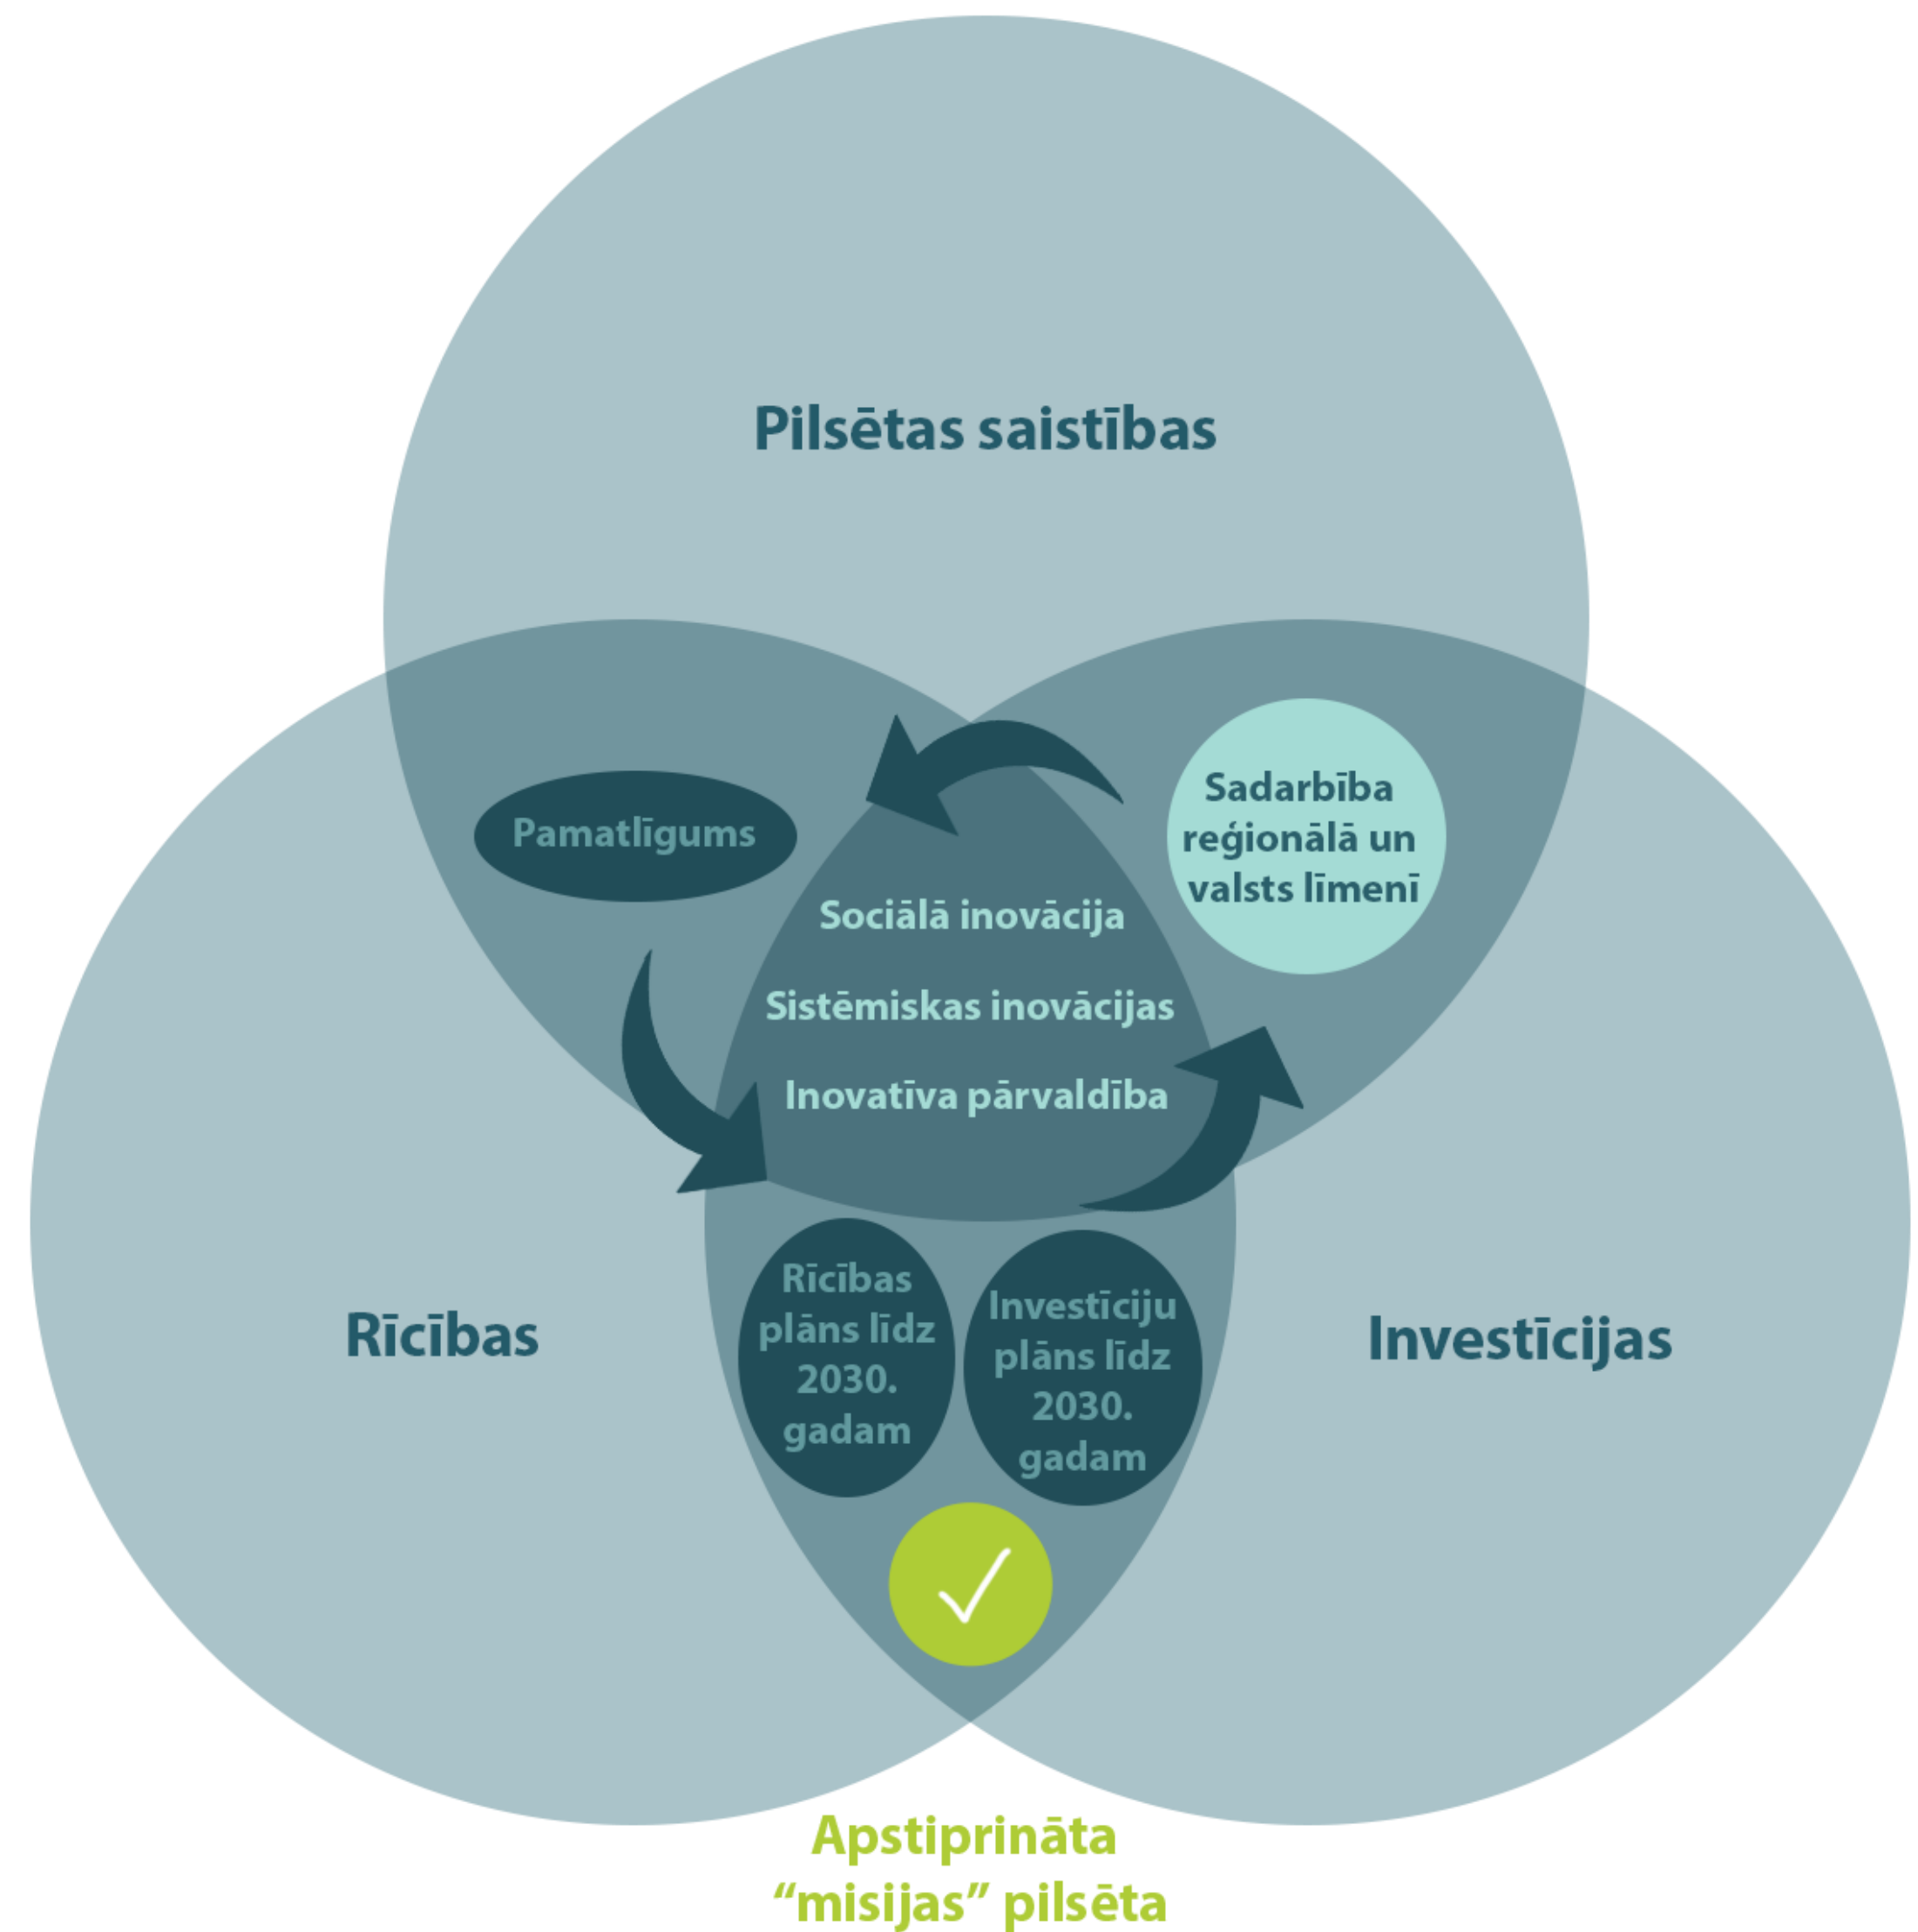 Pilsētas saistības
Pamatlīgums
Sadarbība
reģionālā un
valsts līmenī
Sociālā inovācija
Sistēmiskas inovācijas
Inovatīva pārvaldība
Rīcības
Rīcības
plāns līdz
2030.
gadam
Investīciju
plāns līdz
2030.
gadam
Investīcijas
Apstiprināta
“misijas” pilsēta